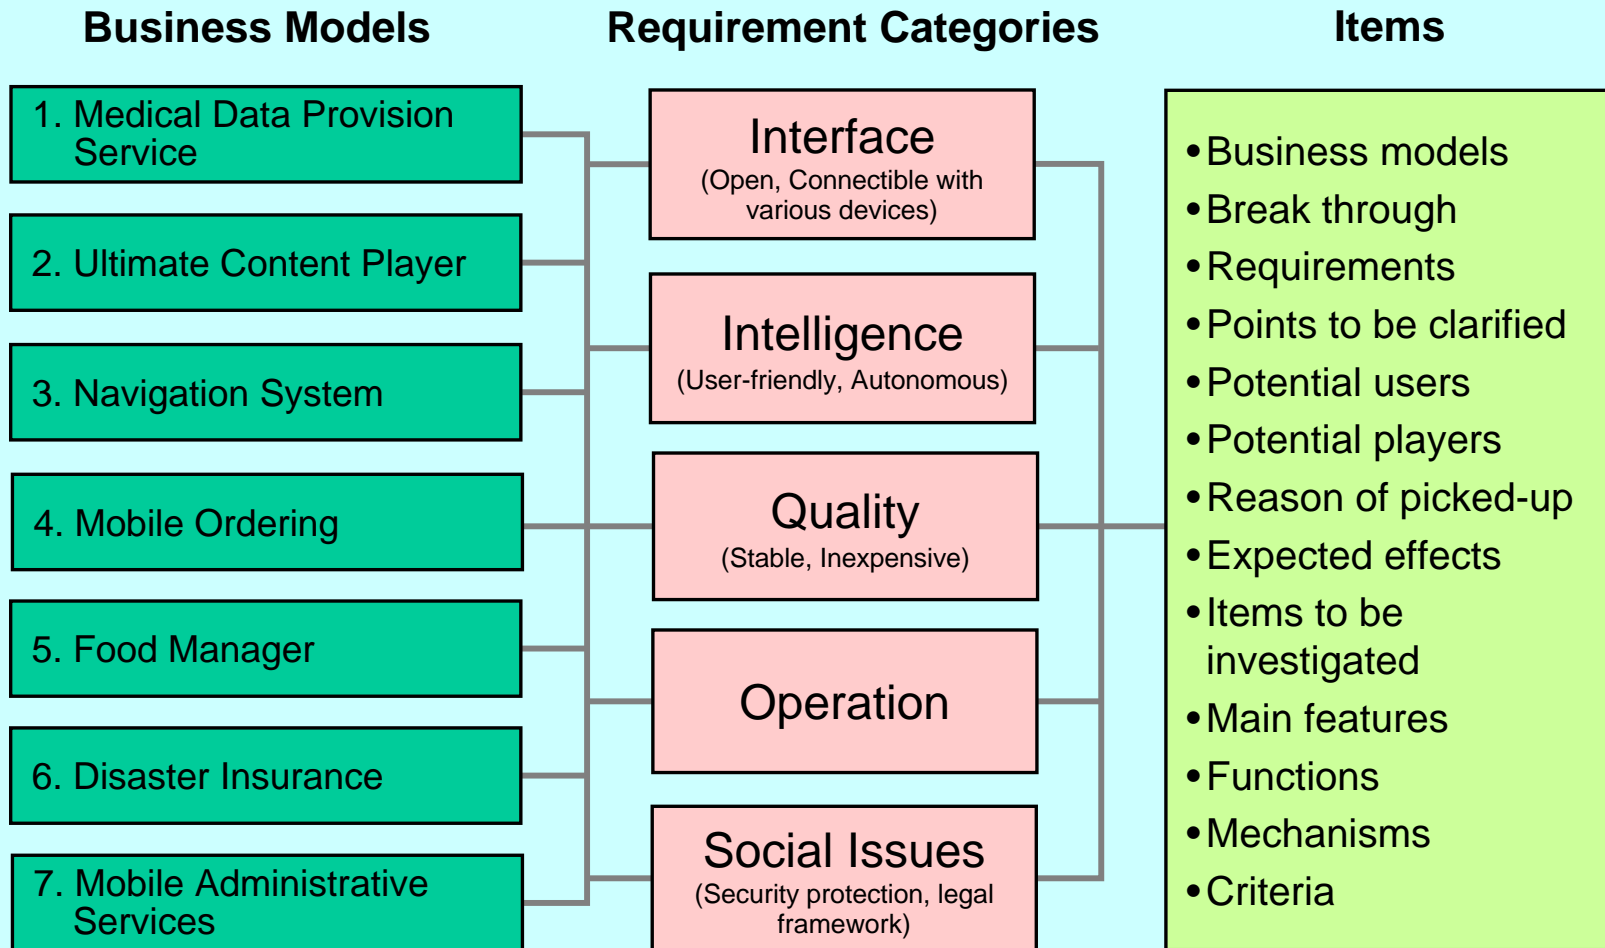 Business Models
Requirement Categories
Items
1. Medical Data Provision
Service
2. Ultimate Content Player
3. Navigation System
4. Mobile Ordering
5. Food Manager
6. Disaster Insurance
7. Mobile Administrative
Services
Interface
(Open, Connectible with
various devices)
Intelligence
(User-friendly, Autonomous)
Quality
(Stable, Inexpensive)
Operation
Social Issues
(Security protection, legal
framework)
•Business models
•Break through
•Requirements
•Points to be clarified
•Potential users
•Potential players
•Reason of picked-up
•Expected effects
•Items to be
investigated
•Main features
•Functions
•Mechanisms
•Criteria